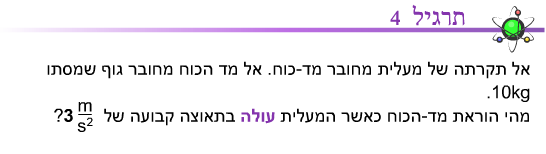 תרגיל 4
אל תקרתה של מעלית מחובר מד-כוח. אל מד הכוח מחובר גוף שמסתו
10kg.
מהי הוראת מד-הכוח כאשר המעלית עולה בתאוצה קבועה של 3 m/s²?